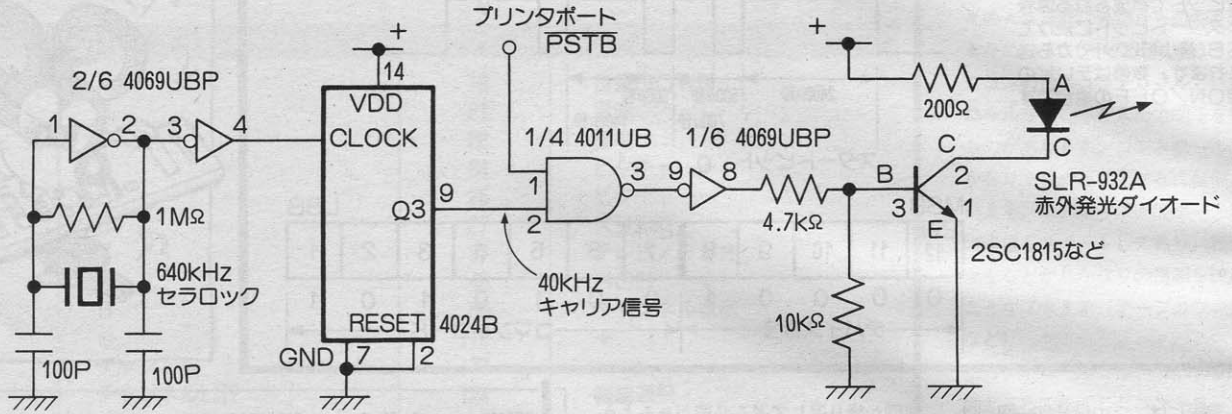 プリンタポート
PSTB
+
+
2/6 4069UBP
14
VDD
CLOCK
1
2
3
4
1/4 4011UB
1/6 4069UBP
200Ω
A
C
C
B
E
3
2
1
SLR-932A
赤外発光ダイオード
2SC1815など
9
Q3
1
2
3
9
8
4.7kΩ
1MΩ
640kHz
セラロック
40kHz
キャリア信号
10kΩ
RESET
4024B
GND
7
2
100P
100P